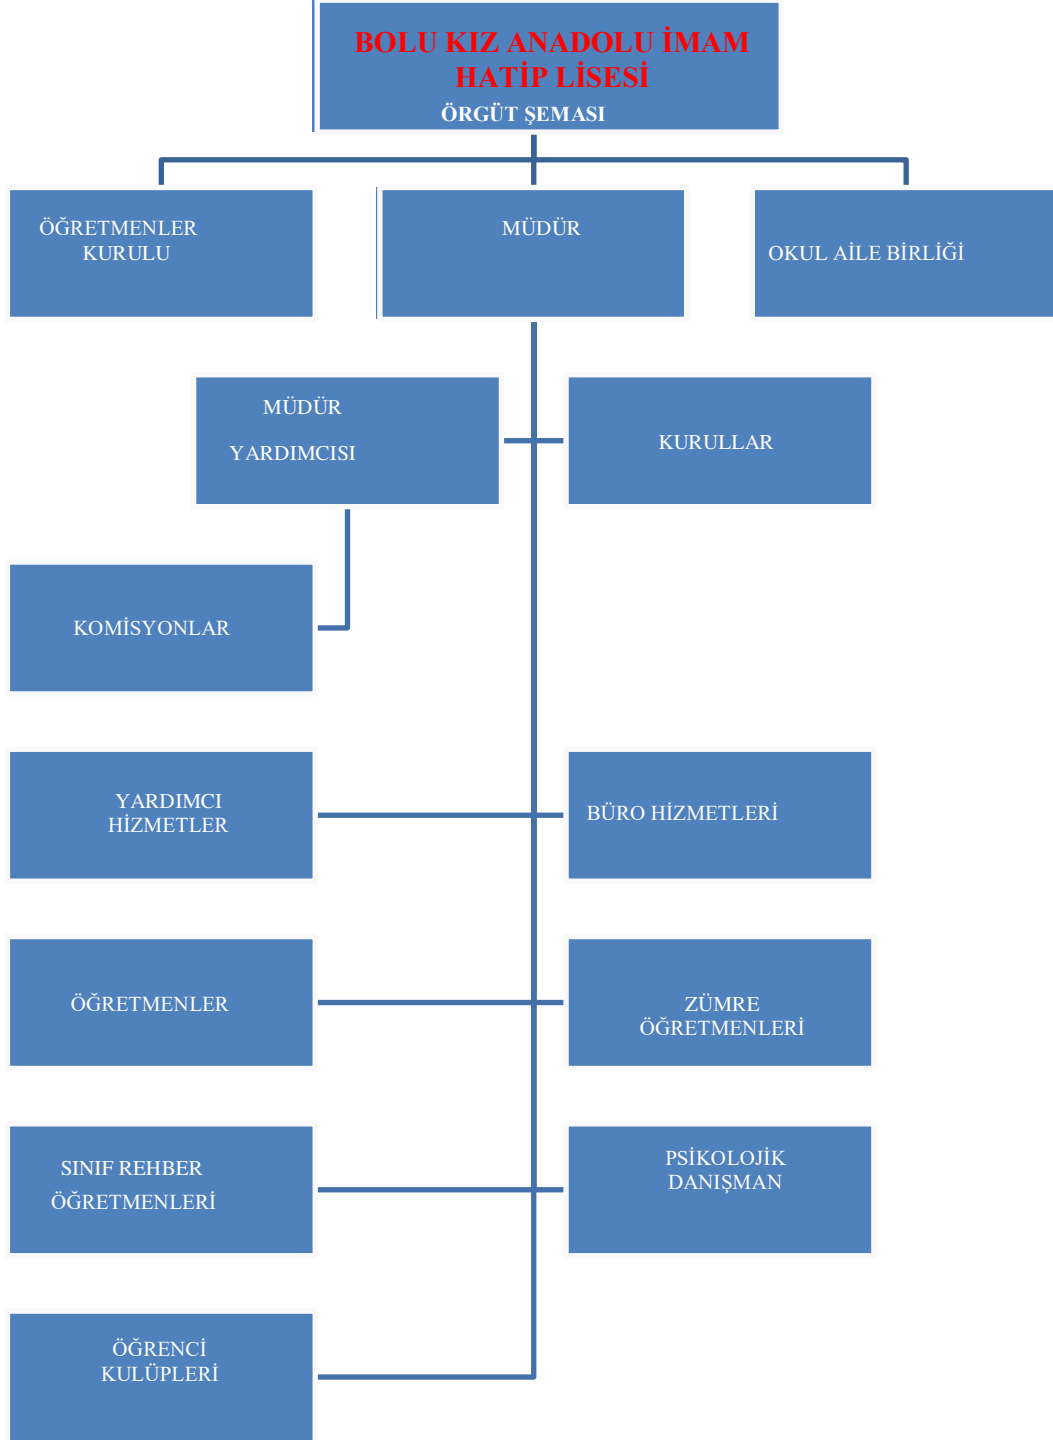 BOLU KIZ ANADOLU İMAM
HATİP LİSESİ
ÖRGÜT ŞEMASI
ÖĞRETMENLER
KURULU
MÜDÜR
OKUL AİLE BİRLİĞİ
MÜDÜR
YARDIMCISI
KURULLAR
KOMİSYONLAR
YARDIMCI
HİZMETLER
BÜRO HİZMETLERİ
ÖĞRETMENLER
ZÜMRE
ÖĞRETMENLERİ
SINIF REHBER
ÖĞRETMENLERİ
PSİKOLOJİK
DANIŞMAN
ÖĞRENCİ
KULÜPLERİ